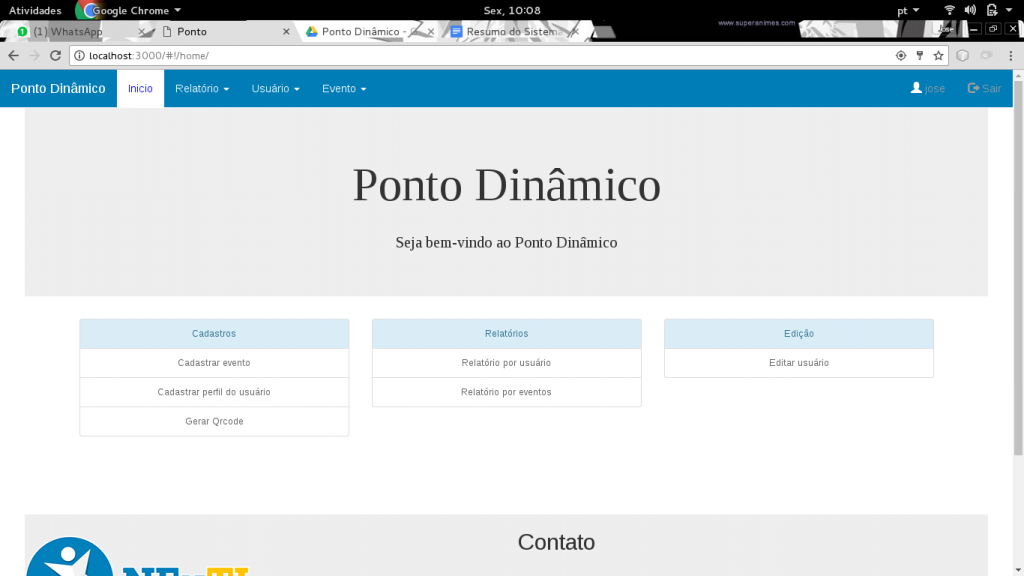 Atividades Google Chrome Sex, 10:08 pt
www.superanimes.com
(1) WhatsApp Ponto Ponto Dinâmico - Resumo do Sistema Jose
localhost:3000/#!/home/
Ponto Dinâmico Inicio Relatório Usuário Evento jose Sair
Ponto Dinâmico
Seja bem-vindo ao Ponto Dinâmico
Cadastros Relatórios Edição
Cadastrar evento Relatório por usuário Editar usuário
Cadastrar perfil do usuário Relatório por eventos
Gerar Qrcode
Contato